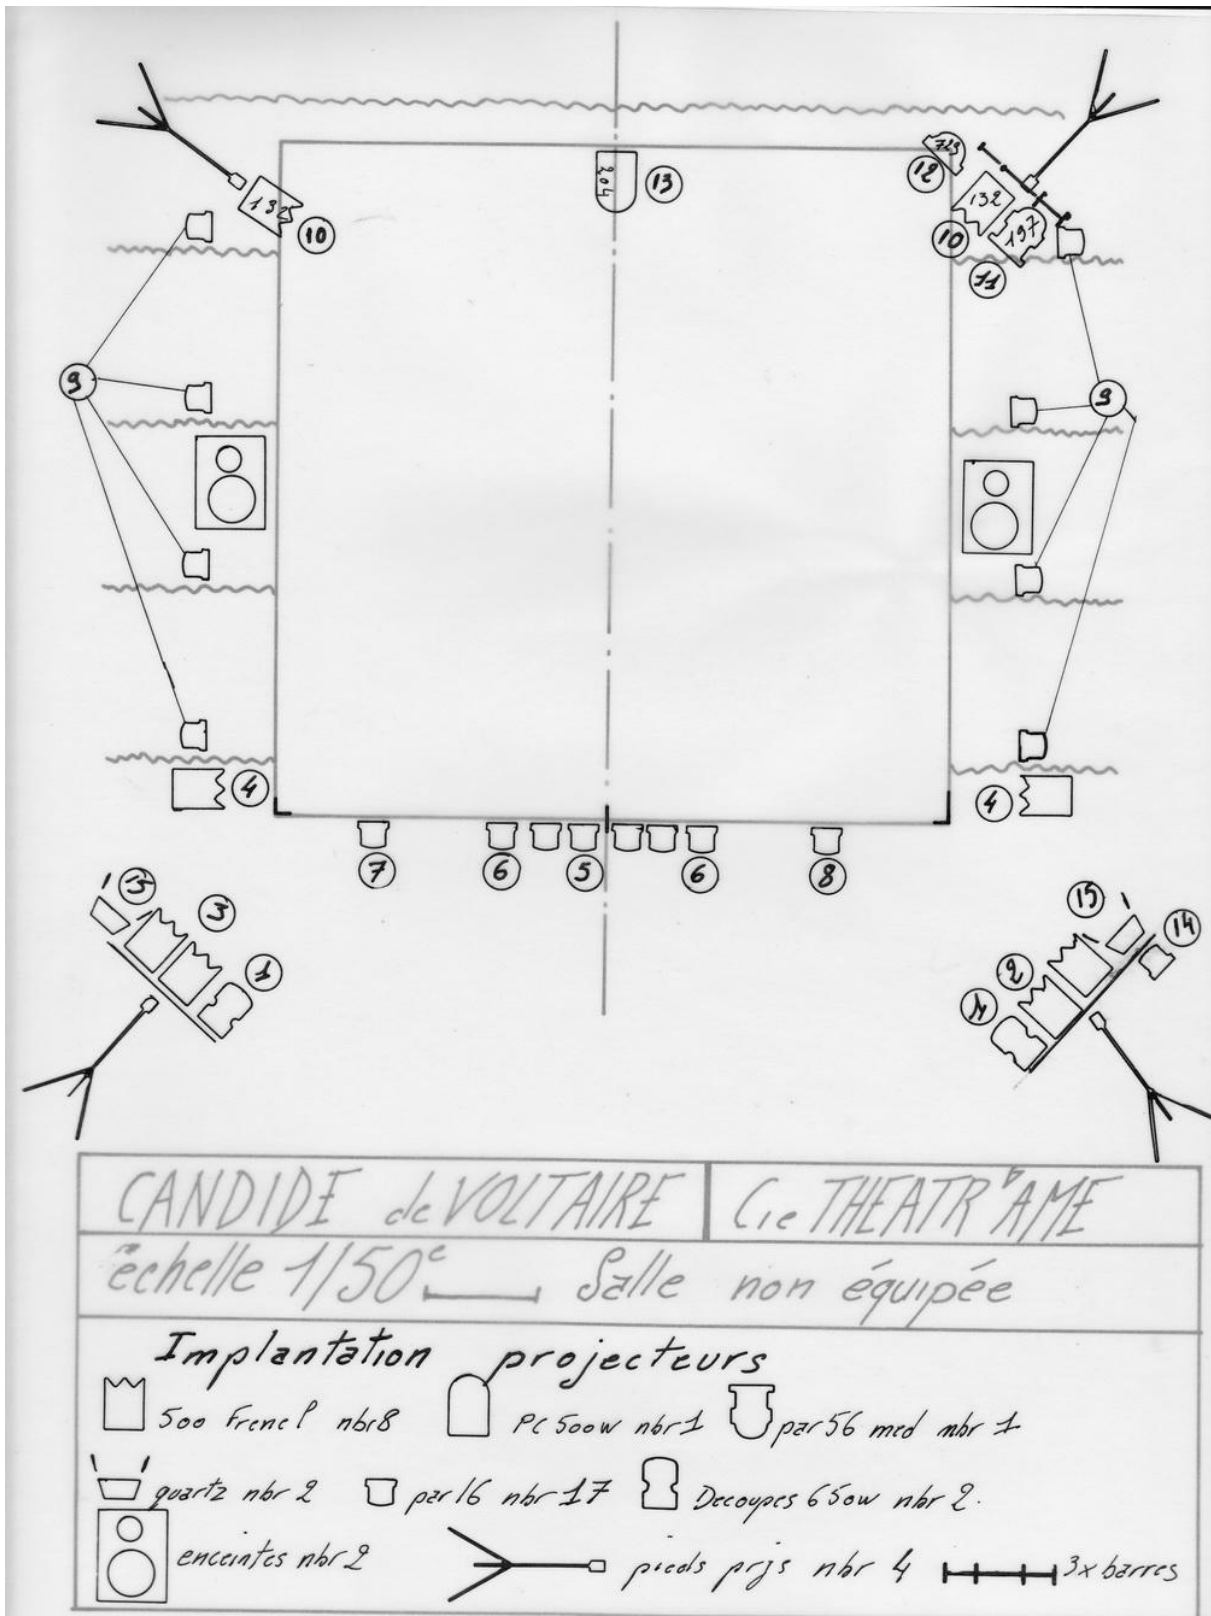 723
12
204
13
132
10
132
10
197
11
9
9
4
4
7
6
5
6
8
15
3
1
15
14
2
1
CANDIDE de VOLTAIRE
Cie THEATR'AME
échelle 1/50e
Salle non équipée
Implantation projecteurs
500 Frenel nbr 8
PC 500w nbr 1
par 56 med nbr 1
quartz nbr 2
par 16 nbr 17
Decoupes 650w nbr 2.
enceintes nbr 2
pieds prjs nbr 4
3x barres